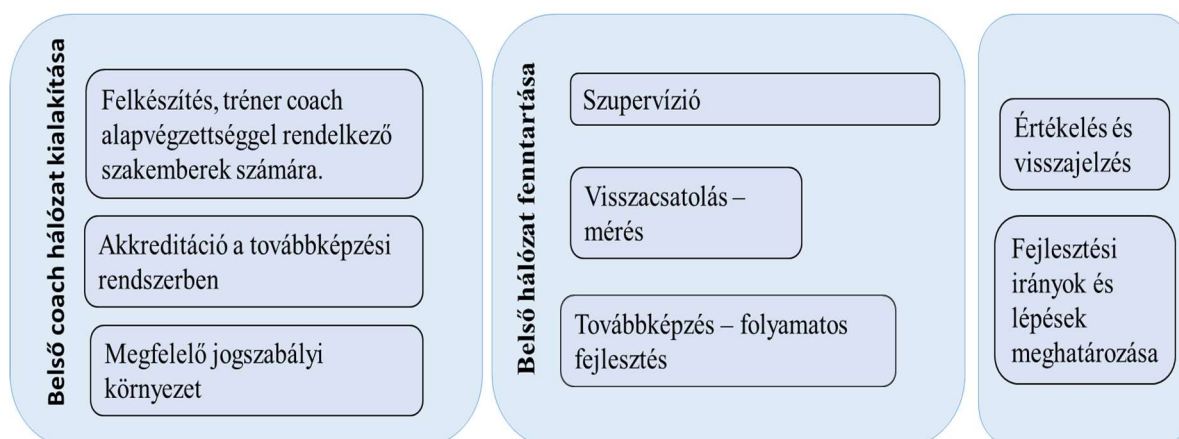 Belső coach hálózat kialakítása
Felkészítés, tréner coach
alapvégzettséggel rendelkező
szakemberek számára.
Akkreditáció a továbbképzési
rendszerben
Megfelelő jogszabályi
környezet
Belső hálózat fenntartása
Szupervízió
Visszacsatolás –
mérés
Továbbképzés – folyamatos
fejlesztés
Értékelés és
visszajelzés
Fejlesztési
irányok és
lépések
meghatározása